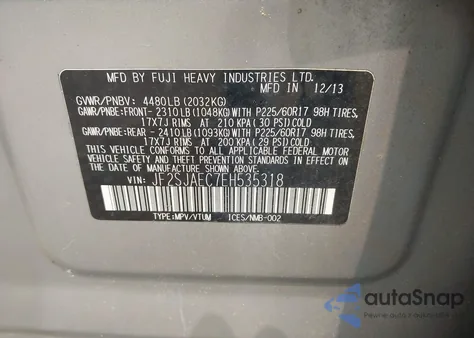 MFD BY FUJI HEAVY INDUSTRIES LTD.
12/13
GVWR/PNBV: 4480LB(2032KG)
GAWR/PNBE:FRONT- 2310LB(1048KG)WITH P225/60R17 98H TIRES,
17X7J RIMS AT 210 KPA(30 PSI)COLD
GAWR/PNBE:REAR - 2410LB(1093KG)WITH P225/60R17 98H TIRES,
17X7J RIMS AT 200 KPA(29 PSI)COLD
THIS VEHICLE CONFORMS TO ALL APPLICABLE FEDERAL MOTOR
VEHICLE SAFETY AND BUMPER STANDARDS IN EFFECT ON THE
DATE OF MANUFACTURE SHOWN ABOVE.
VIN: JF2SJAEC7EH535318
TYPE:MPV/VTUM ICES/NMB-002
autoSnap